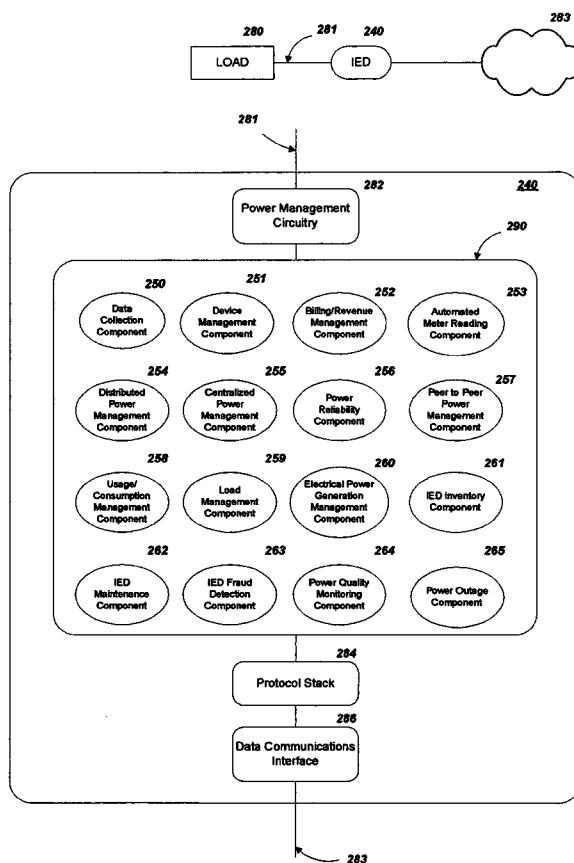 280
281
240
283
LOAD
IED
281
282
240
Power Management
Circuitry
290
250
251
252
253
Data
Collection
Component
Device
Management
Component
Billing/Revenue
Management
Component
Automated
Meter Reading
Component
254
255
256
257
Distributed
Power
Management
Component
Centralized
Power
Management
Component
Power
Reliability
Component
Peer to Peer
Power
Management
Component
258
259
260
261
Usage/
Consumption
Management
Component
Load
Management
Component
Electrical Power
Generation
Management
Component
IED Inventory
Component
262
263
264
265
IED
Maintenance
Component
IED Fraud
Detection
Component
Power Quality
Monitoring
Component
Power Outage
Component
284
Protocol Stack
286
Data Communications
Interface
283